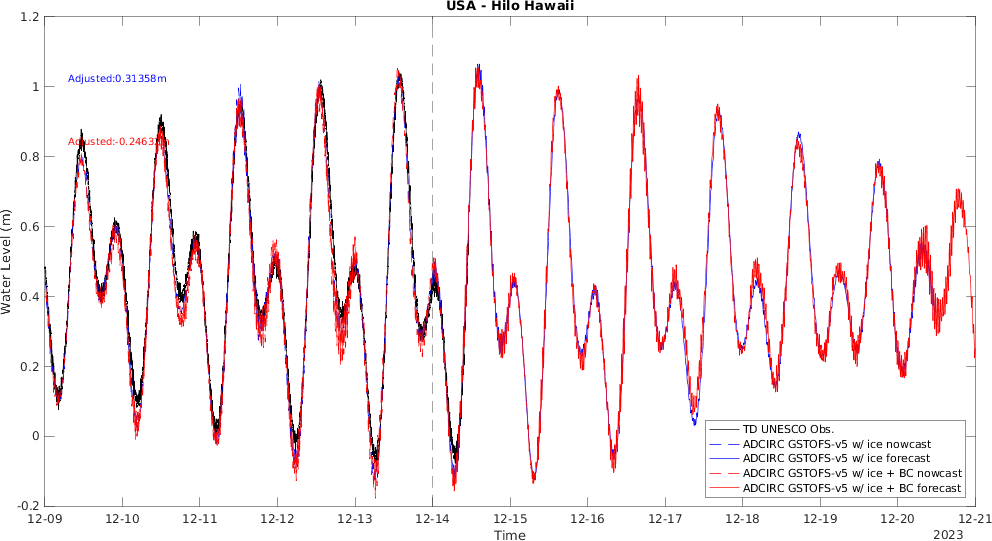 USA - Hilo Hawaii
1.2
1
0.8
0.6
0.4
0.2
0
-0.2
Water Level (m)
Adjusted:0.31358m
TD UNESCO Obs.
ADCIRC GSTOFS-v5 w/ ice nowcast
ADCIRC GSTOFS-v5 w/ ice forecast
ADCIRC GSTOFS-v5 w/ ice + BC nowcast
ADCIRC GSTOFS-v5 w/ ice + BC forecast
12-09 12-10 12-11 12-12 12-13 12-14 12-15 12-16 12-17 12-18 12-19 12-20 12-21
Time
2023